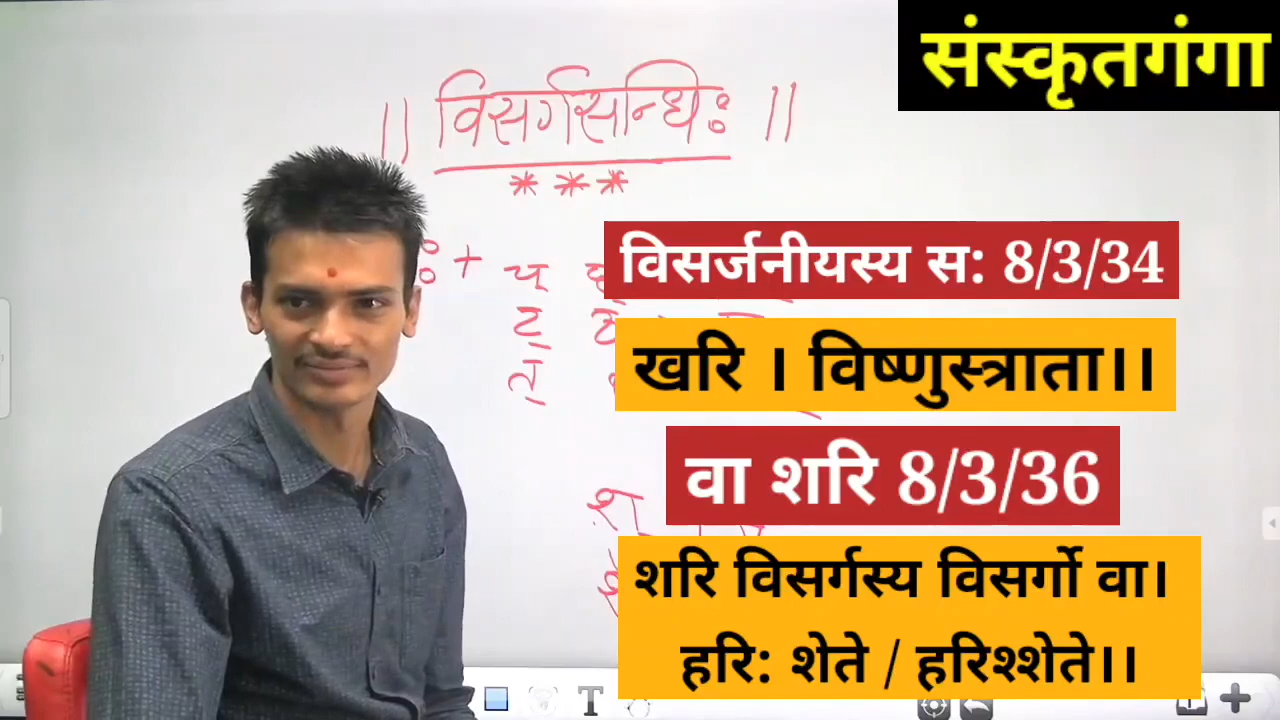 संस्कृतगंगा
|| विसर्गसन्धिः ||
***
विसर्जनीयस्य स: 8/3/34
खरि । विष्णुस्त्राता।।
वा शरि 8/3/36
शरि विसर्गस्य विसर्गो वा।
हरि: शेते / हरिश्शेते।।
ः + च्
ट्
त्
श्
T